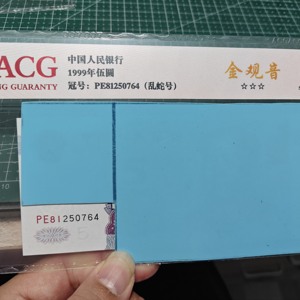 ACG
NG GUARANTY
中国人民银行
1999年伍圆
冠号：PE81250764（乱蛇号）
金观音
☆☆☆
PE81250764